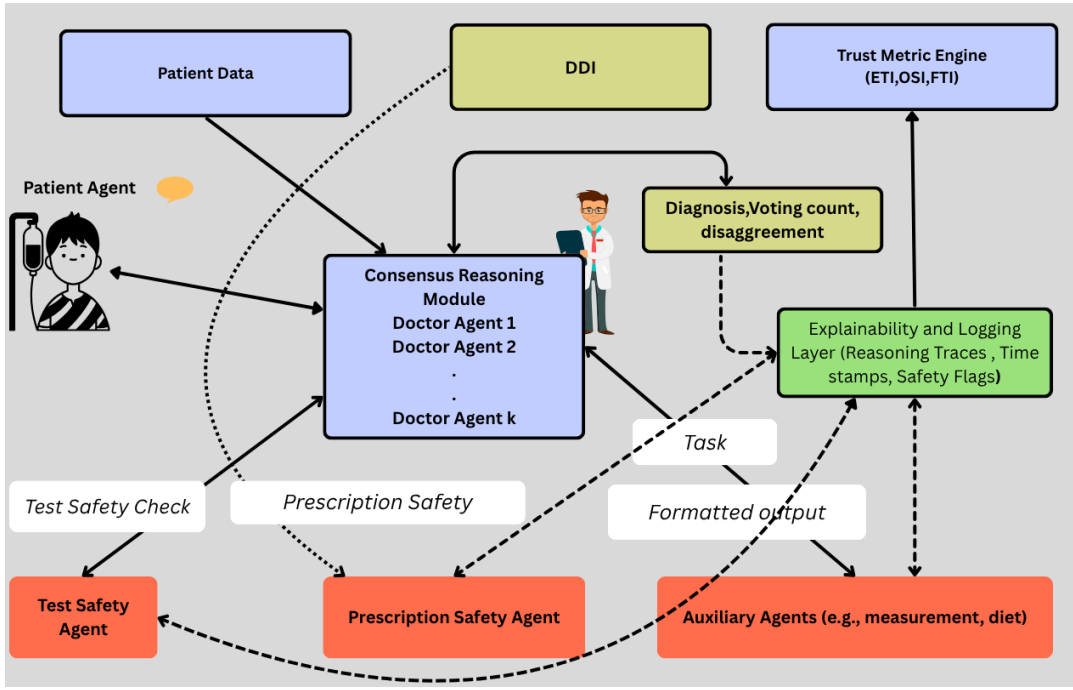 Patient Data
DDI
Trust Metric Engine
(ETI,OSI,FTI)
Patient Agent
Diagnosis,Voting count,
disaggreement
Consensus Reasoning
Module
Doctor Agent 1
Doctor Agent 2
.
.
Doctor Agent k
Explainability and Logging
Layer (Reasoning Traces , Time
stamps, Safety Flags)
Task
Test Safety Check
Prescription Safety
Formatted output
Test Safety
Agent
Prescription Safety Agent
Auxiliary Agents (e.g., measurement, diet)